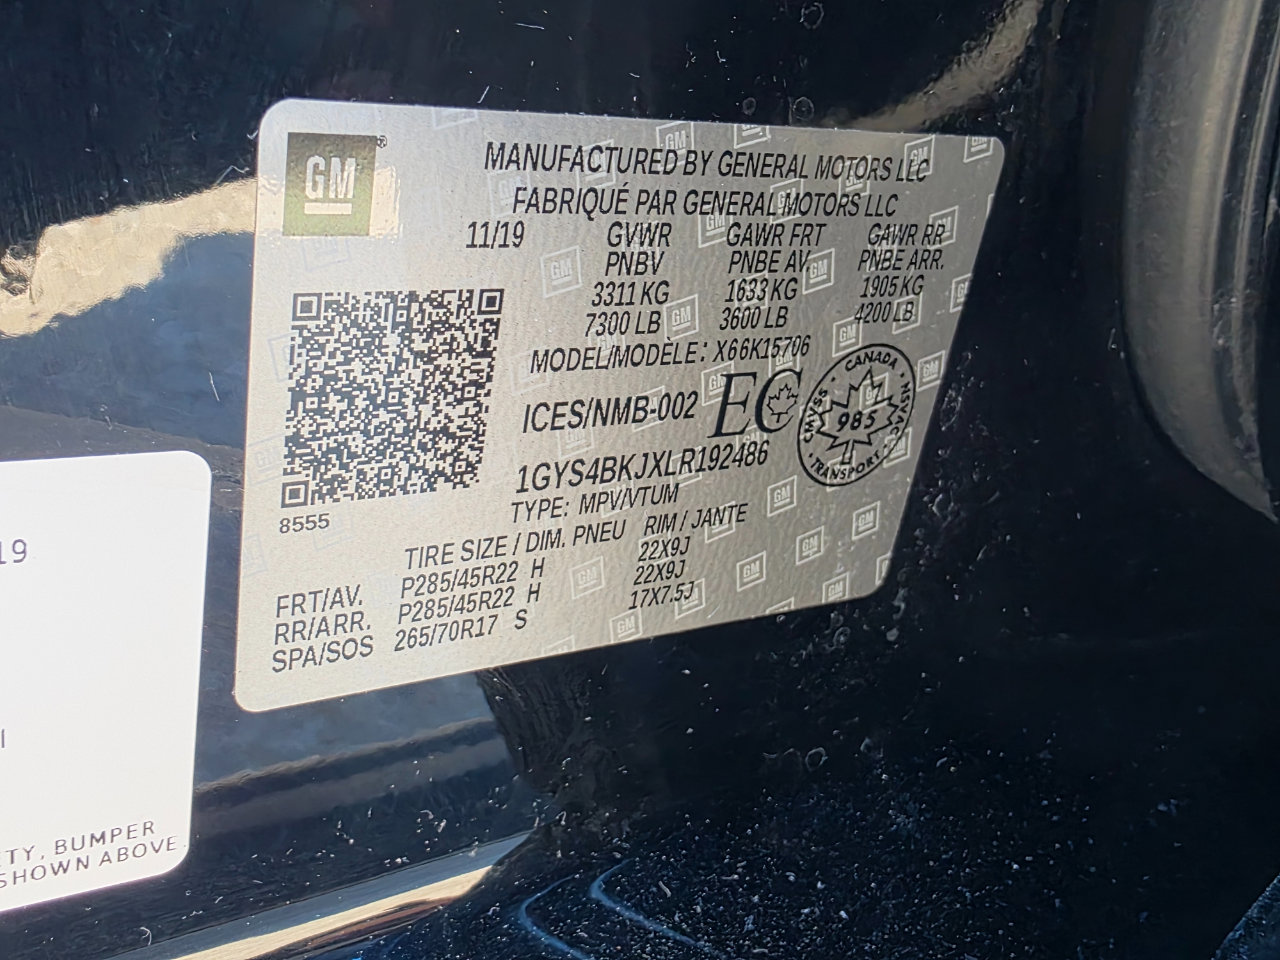 GM®
MANUFACTURED BY GENERAL MOTORS LLC
FABRIQUÉ PAR GENERAL MOTORS LLC
11/19 GVWR GAWR FRT GAWR RR
PNBV PNBE AV. PNBE ARR.
3311 KG 1633 KG 1905 KG
7300 LB 3600 LB 4200 LB
MODEL/MODÈLE: X66K15706
ICES/NMB-002 EC
CANADA
CMVSS NSVAC
985
TRANSPORT
1GYS4BKJXLR192486
TYPE: MPV/VTUM
8555
TIRE SIZE / DIM. PNEU RIM / JANTE
FRT/AV. P285/45R22 H 22X9J
RR/ARR. P285/45R22 H 22X9J
SPA/SOS 265/70R17 S 17X7.5J
19
TY, BUMPER
SHOWN ABOVE